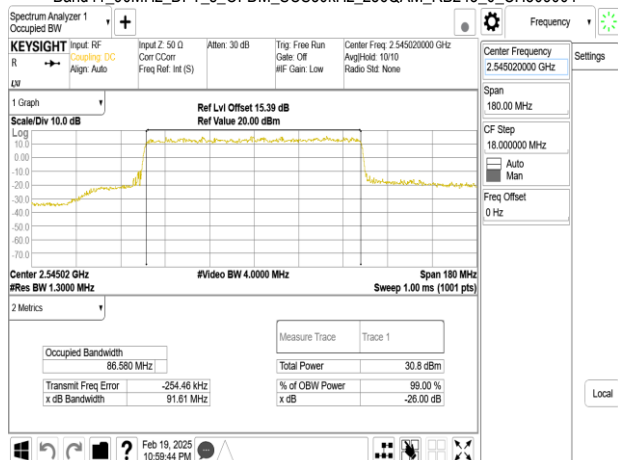 Spectrum Analyzer 1
Occupied BW
Frequency
KEYSIGHT
Input: RF
Coupling: DC
Align: Auto
Input Z: 50 Ω
Corr CCorr
Freq Ref: Int (S)
Atten: 30 dB
Trig: Free Run
Gate: Off
#IF Gain: Low
Center Freq: 2.545020000 GHz
Avg|Hold: 10/10
Radio Std: None
R
LXI
Center Frequency
2.545020000 GHz
Settings
Span
180.00 MHz
CF Step
18.000000 MHz
Auto
Man
Freq Offset
0 Hz
1 Graph
Scale/Div 10.0 dB
Ref Lvl Offset 15.39 dB
Ref Value 20.00 dBm
Log
10.0
0.00
-10.0
-20.0
-30.0
-40.0
-50.0
-60.0
-70.0
Center 2.54502 GHz
#Video BW 4.0000 MHz
Span 180 MHz
#Res BW 1.3000 MHz
Sweep 1.00 ms (1001 pts)
2 Metrics
Measure Trace
Trace 1
Occupied Bandwidth
86.580 MHz
Total Power
30.8 dBm
Transmit Freq Error
-254.46 kHz
% of OBW Power
99.00 %
x dB Bandwidth
91.61 MHz
x dB
-26.00 dB
Local
Feb 19, 2025
10:59:44 PM